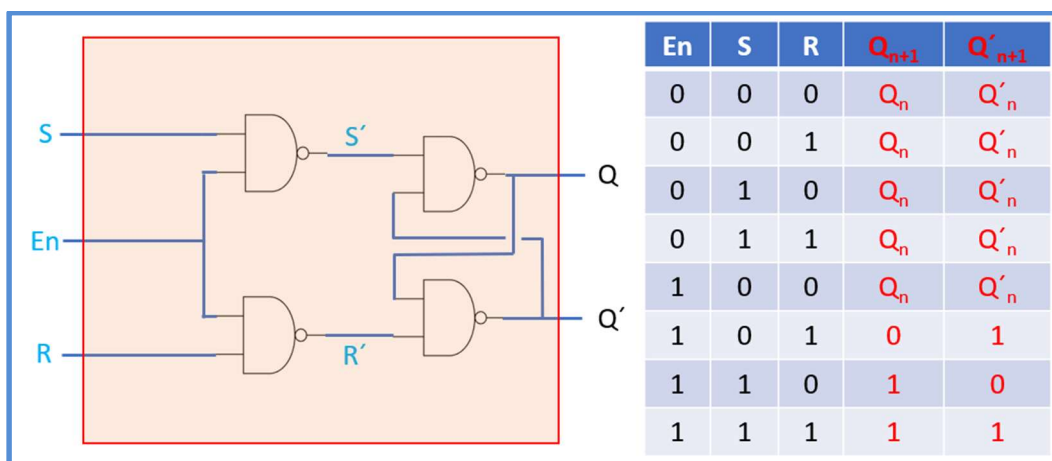 S
En
R
S´
R´
Q
Q´
En S R Qn+1 Q´n+1
0 0 0 Qn Q´n
0 0 1 Qn Q´n
0 1 0 Qn Q´n
0 1 1 Qn Q´n
1 0 0 Qn Q´n
1 0 1 0 1
1 1 0 1 0
1 1 1 1 1